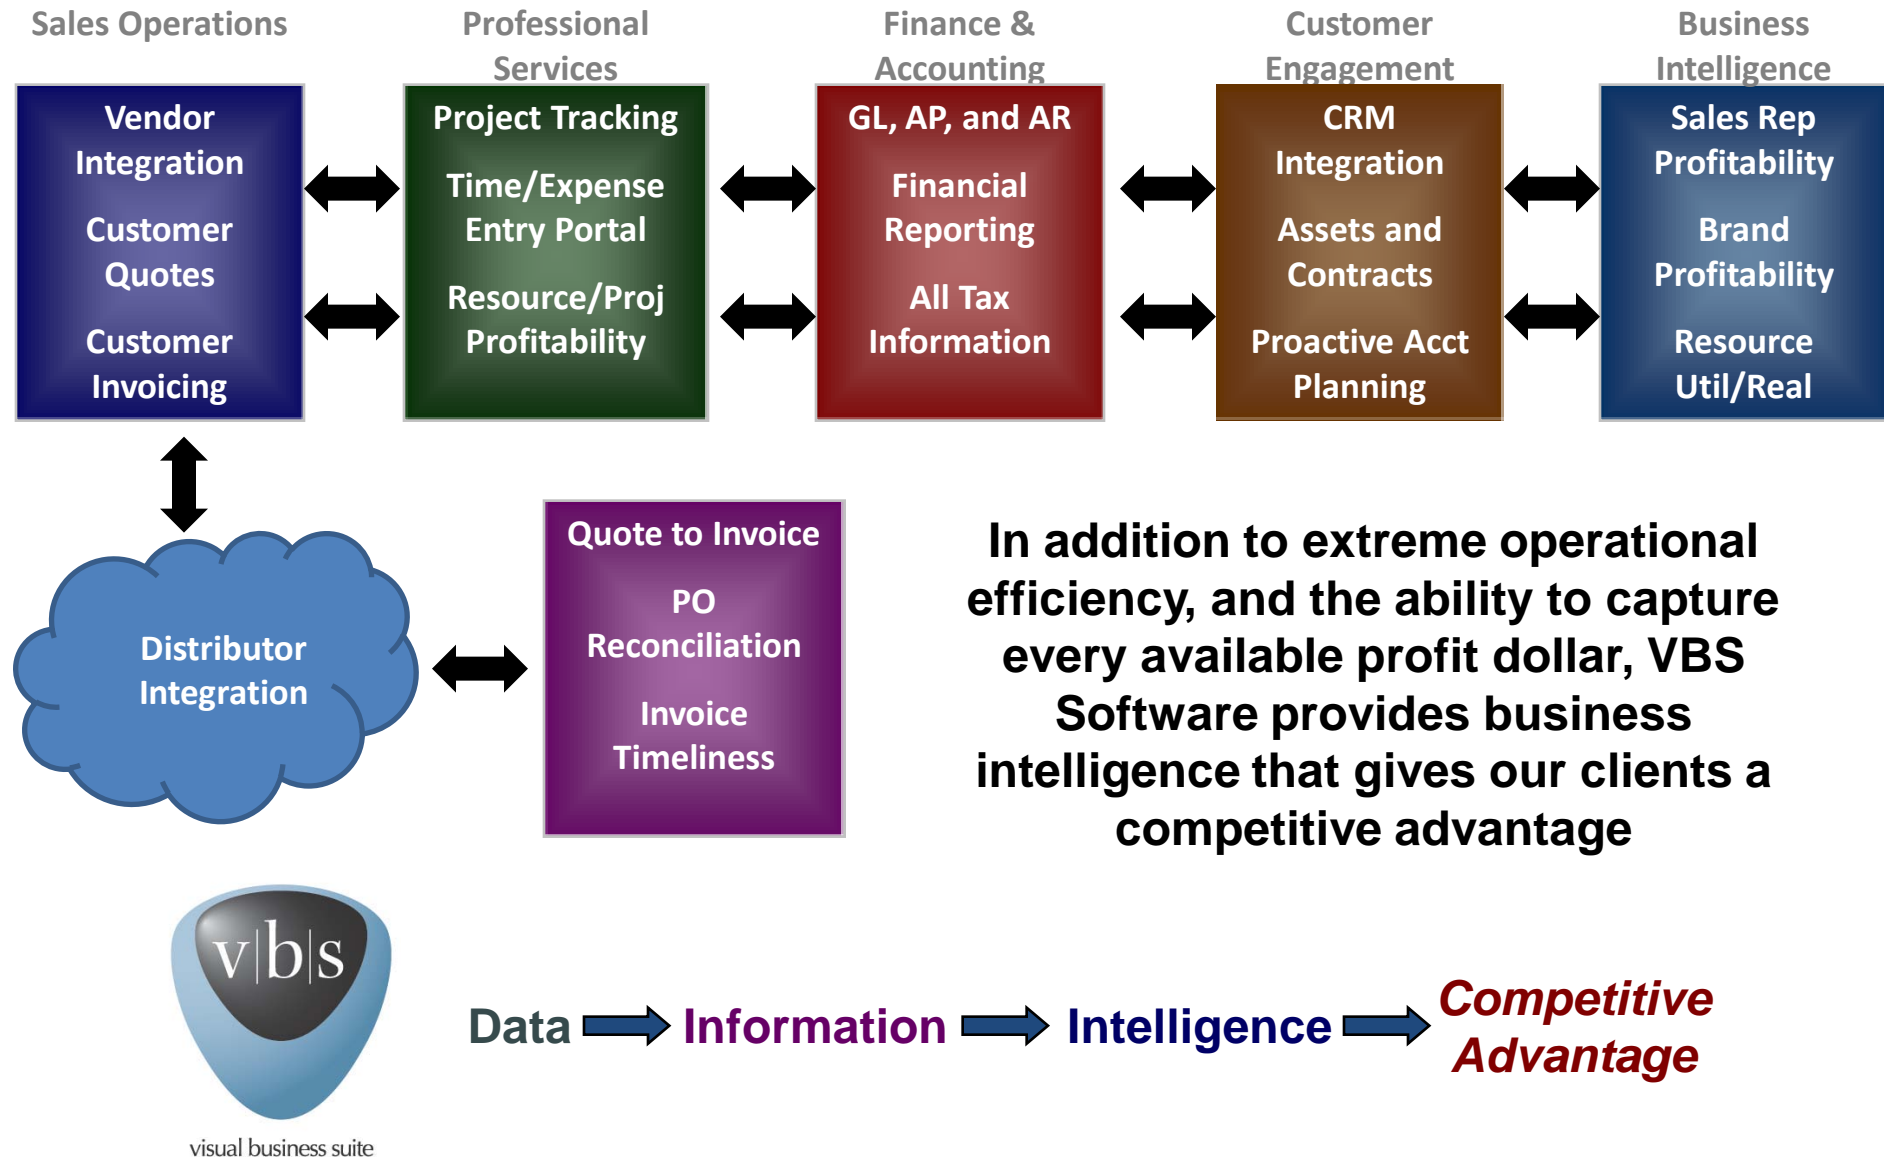 Sales Operations
Professional
Services
Finance &
Accounting
Customer
Engagement
Business
Intelligence
Vendor
Integration
Customer
Quotes
Customer
Invoicing
Project Tracking
Time/Expense
Entry Portal
Resource/Proj
Profitability
GL, AP, and AR
Financial
Reporting
All Tax
Information
CRM
Integration
Assets and
Contracts
Proactive Acct
Planning
Sales Rep
Profitability
Brand
Profitability
Resource
Util/Real
Distributor
Integration
Quote to Invoice
PO
Reconciliation
Invoice
Timeliness
In addition to extreme operational
efficiency, and the ability to capture
every available profit dollar, VBS
Software provides business
intelligence that gives our clients a
competitive advantage
v|b|s
visual business suite
Data
Information
Intelligence
Competitive
Advantage